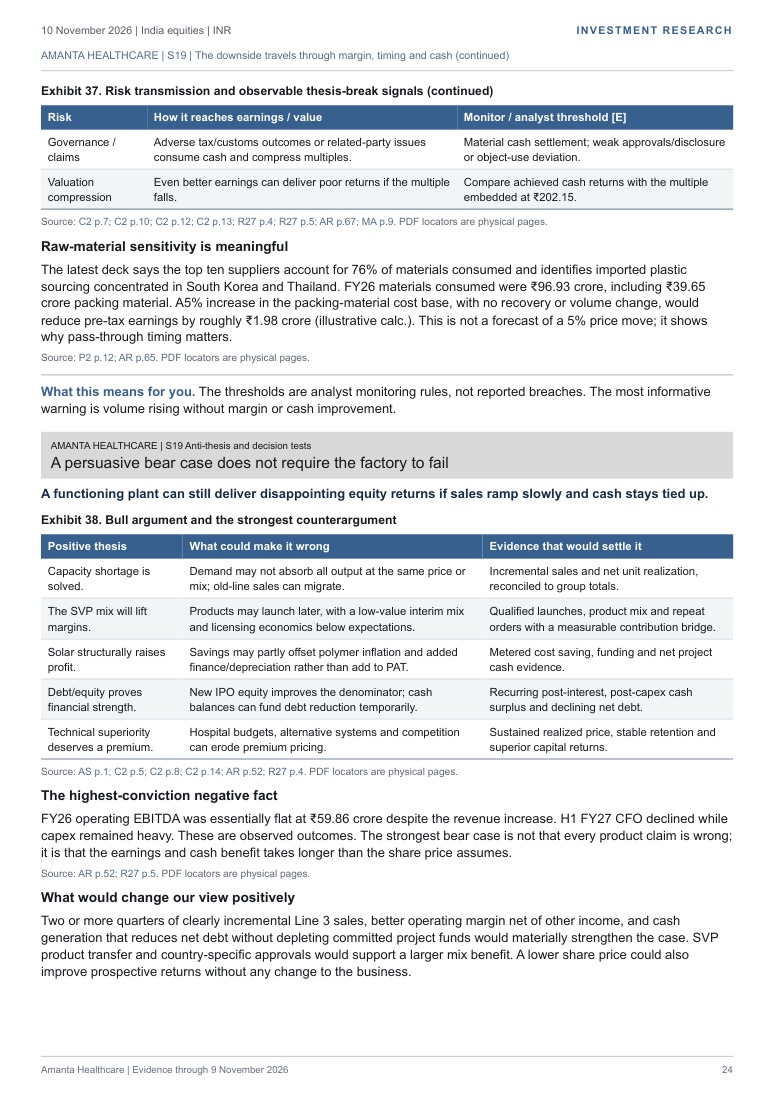 10 November 2026 | India equities | INR
INVESTMENT RESEARCH
AMANTA HEALTHCARE | S19 | The downside travels through margin, timing and cash (continued)
Exhibit 37. Risk transmission and observable thesis-break signals (continued)
Risk
How it reaches earnings / value
Monitor / analyst threshold [E]
Governance /
claims
Adverse tax/customs outcomes or related-party issues
consume cash and compress multiples.
Material cash settlement; weak approvals/disclosure
or object-use deviation.
Valuation
compression
Even better earnings can deliver poor returns if the multiple
falls.
Compare achieved cash returns with the multiple
embedded at ₹202.15.
Source: C2 p.7; C2 p.10; C2 p.12; C2 p.13; R27 p.4; R27 p.5; AR p.67; MA p.9. PDF locators are physical pages.
Raw-material sensitivity is meaningful
The latest deck says the top ten suppliers account for 76% of materials consumed and identifies imported plastic
sourcing concentrated in South Korea and Thailand. FY26 materials consumed were ₹96.93 crore, including ₹39.65
crore packing material. A5% increase in the packing-material cost base, with no recovery or volume change, would
reduce pre-tax earnings by roughly ₹1.98 crore (illustrative calc.). This is not a forecast of a 5% price move; it shows
why pass-through timing matters.
Source: P2 p.12; AR p.65. PDF locators are physical pages.
What this means for you. The thresholds are analyst monitoring rules, not reported breaches. The most informative
warning is volume rising without margin or cash improvement.
AMANTA HEALTHCARE | S19 Anti-thesis and decision tests
A persuasive bear case does not require the factory to fail
A functioning plant can still deliver disappointing equity returns if sales ramp slowly and cash stays tied up.
Exhibit 38. Bull argument and the strongest counterargument
Positive thesis
What could make it wrong
Evidence that would settle it
Capacity shortage is
solved.
Demand may not absorb all output at the same price or
mix; old-line sales can migrate.
Incremental sales and net unit realization,
reconciled to group totals.
The SVP mix will lift
margins.
Products may launch later, with a low-value interim mix
and licensing economics below expectations.
Qualified launches, product mix and repeat
orders with a measurable contribution bridge.
Solar structurally raises
profit.
Savings may partly offset polymer inflation and added
finance/depreciation rather than add to PAT.
Metered cost saving, funding and net project
cash evidence.
Debt/equity proves
financial strength.
New IPO equity improves the denominator; cash
balances can fund debt reduction temporarily.
Recurring post-interest, post-capex cash
surplus and declining net debt.
Technical superiority
deserves a premium.
Hospital budgets, alternative systems and competition
can erode premium pricing.
Sustained realized price, stable retention and
superior capital returns.
Source: AS p.1; C2 p.5; C2 p.8; C2 p.14; AR p.52; R27 p.4. PDF locators are physical pages.
The highest-conviction negative fact
FY26 operating EBITDA was essentially flat at ₹59.86 crore despite the revenue increase. H1 FY27 CFO declined while
capex remained heavy. These are observed outcomes. The strongest bear case is not that every product claim is wrong;
it is that the earnings and cash benefit takes longer than the share price assumes.
Source: AR p.52; R27 p.5. PDF locators are physical pages.
What would change our view positively
Two or more quarters of clearly incremental Line 3 sales, better operating margin net of other income, and cash
generation that reduces net debt without depleting committed project funds would materially strengthen the case. SVP
product transfer and country-specific approvals would support a larger mix benefit. A lower share price could also
improve prospective returns without any change to the business.
Amanta Healthcare | Evidence through 9 November 2026
24